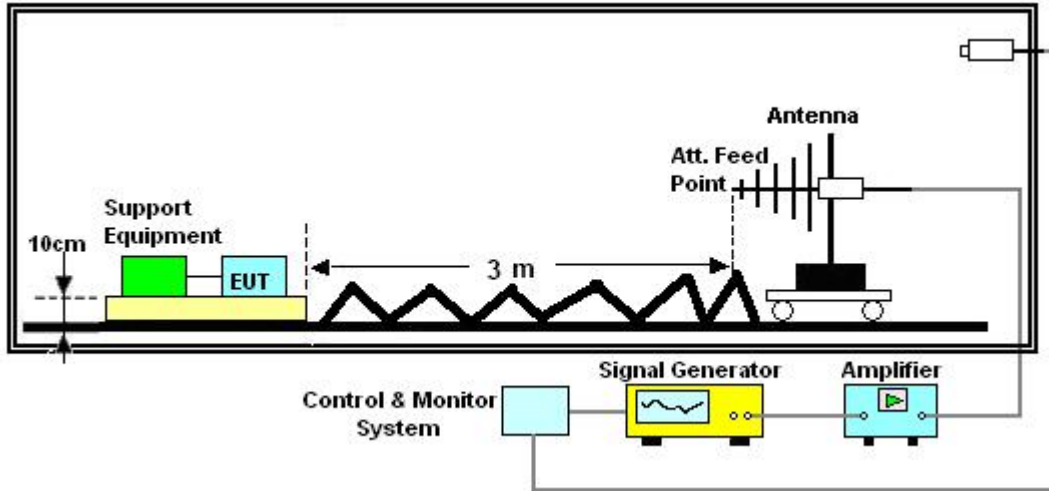 Antenna
Att. Feed
Point
Support
Equipment
10cm
EUT
3 m
Signal Generator
Amplifier
Control & Monitor
System